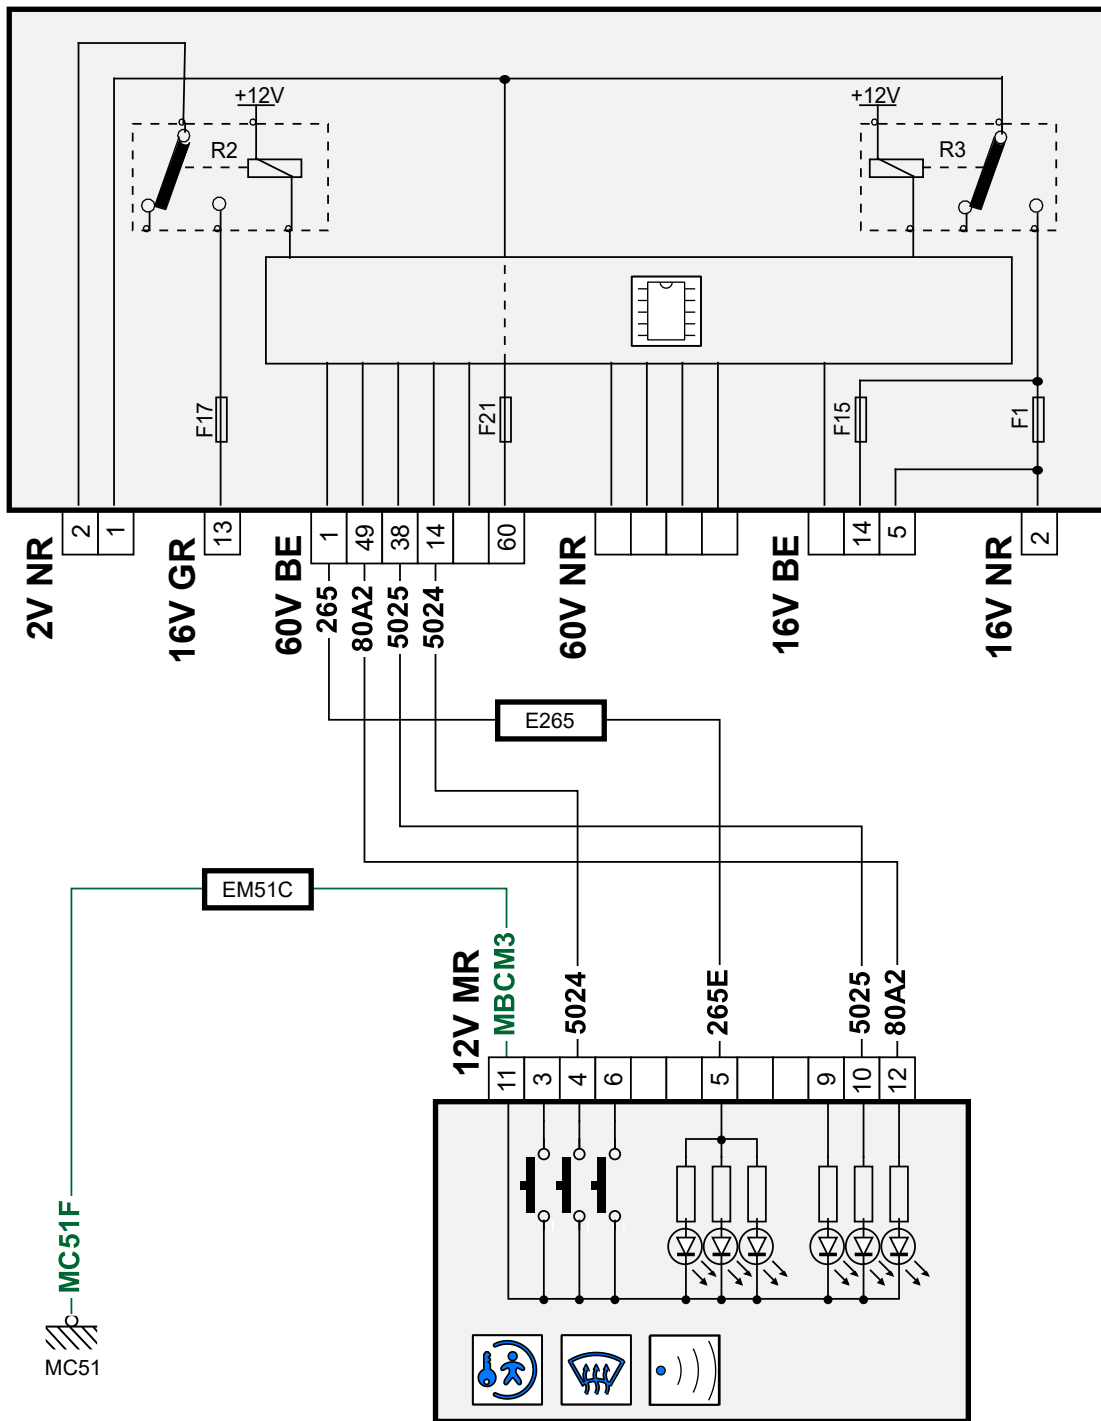 +12V
+12V
R2
R3
F17
F21
F15
F1
2V NR
2
1
16V GR
13
60V BE
1
49
38
14
60
60V NR
16V BE
14
5
16V NR
2
265
80A2
5025
5024
E265
EM51C
12V MR
MBCM3
5024
265E
5025
80A2
11
3
4
6
5
9
10
12
MC51F
MC51